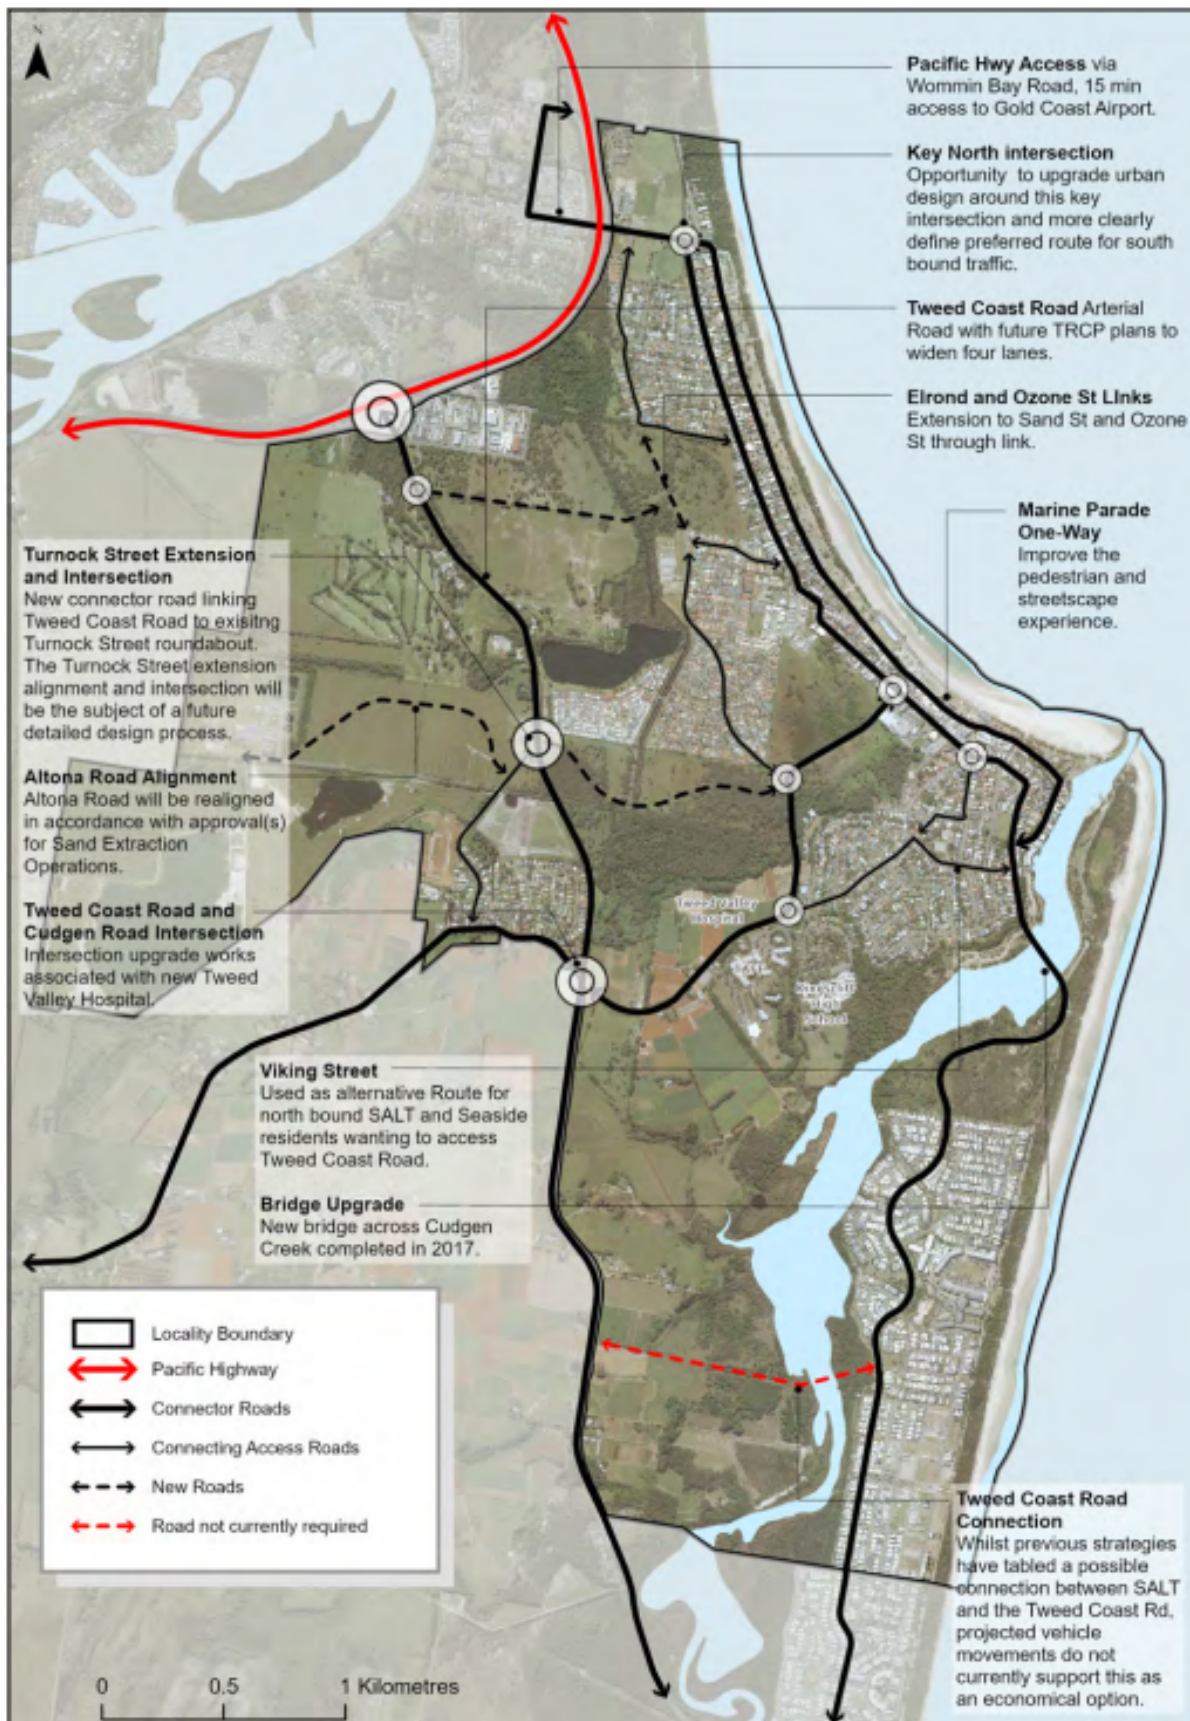 N
Pacific Hwy Access via
Wommin Bay Road, 15 min
access to Gold Coast Airport.
Key North intersection
Opportunity to upgrade urban
design around this key
intersection and more clearly
define preferred route for south
bound traffic.
Tweed Coast Road Arterial
Road with future TRCP plans to
widen four lanes.
Elrond and Ozone St LInks
Extension to Sand St and Ozone
St through link.
Marine Parade
One-Way
Improve the
pedestrian and
streetscape
experience.
Turnock Street Extension
and Intersection
New connector road linking
Tweed Coast Road to exisitng
Turnock Street roundabout.
The Turnock Street extension
alignment and intersection will
be the subject of a future
detailed design process.
Altona Road Alignment
Altona Road will be realigned
in accordance with approval(s)
for Sand Extraction
Operations.
Tweed Coast Road and
Cudgen Road Intersection
Intersection upgrade works
associated with new Tweed
Valley Hospital.
Tweed Valley
Hospital
TAFE
Kingscliff
High
School
Viking Street
Used as alternative Route for
north bound SALT and Seaside
residents wanting to access
Tweed Coast Road.
Bridge Upgrade
New bridge across Cudgen
Creek completed in 2017.
Locality Boundary
Pacific Highway
Connector Roads
Connecting Access Roads
New Roads
Road not currently required
Tweed Coast Road
Connection
Whilst previous strategies
have tabled a possible
connection between SALT
and the Tweed Coast Rd,
projected vehicle
movements do not
currently support this as
an economical option.
0 0.5 1 Kilometres